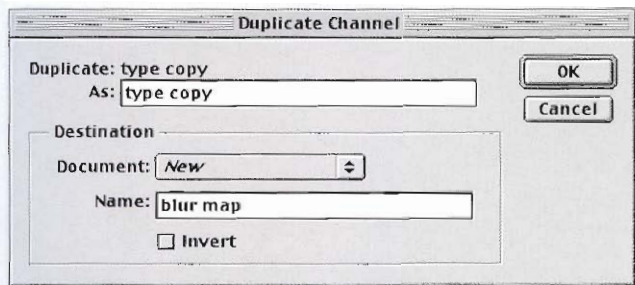 Duplicate Channel
Duplicate: type copy
As: type copy
OK
Cancel
Destination
Document: New
Name: blur map
Invert